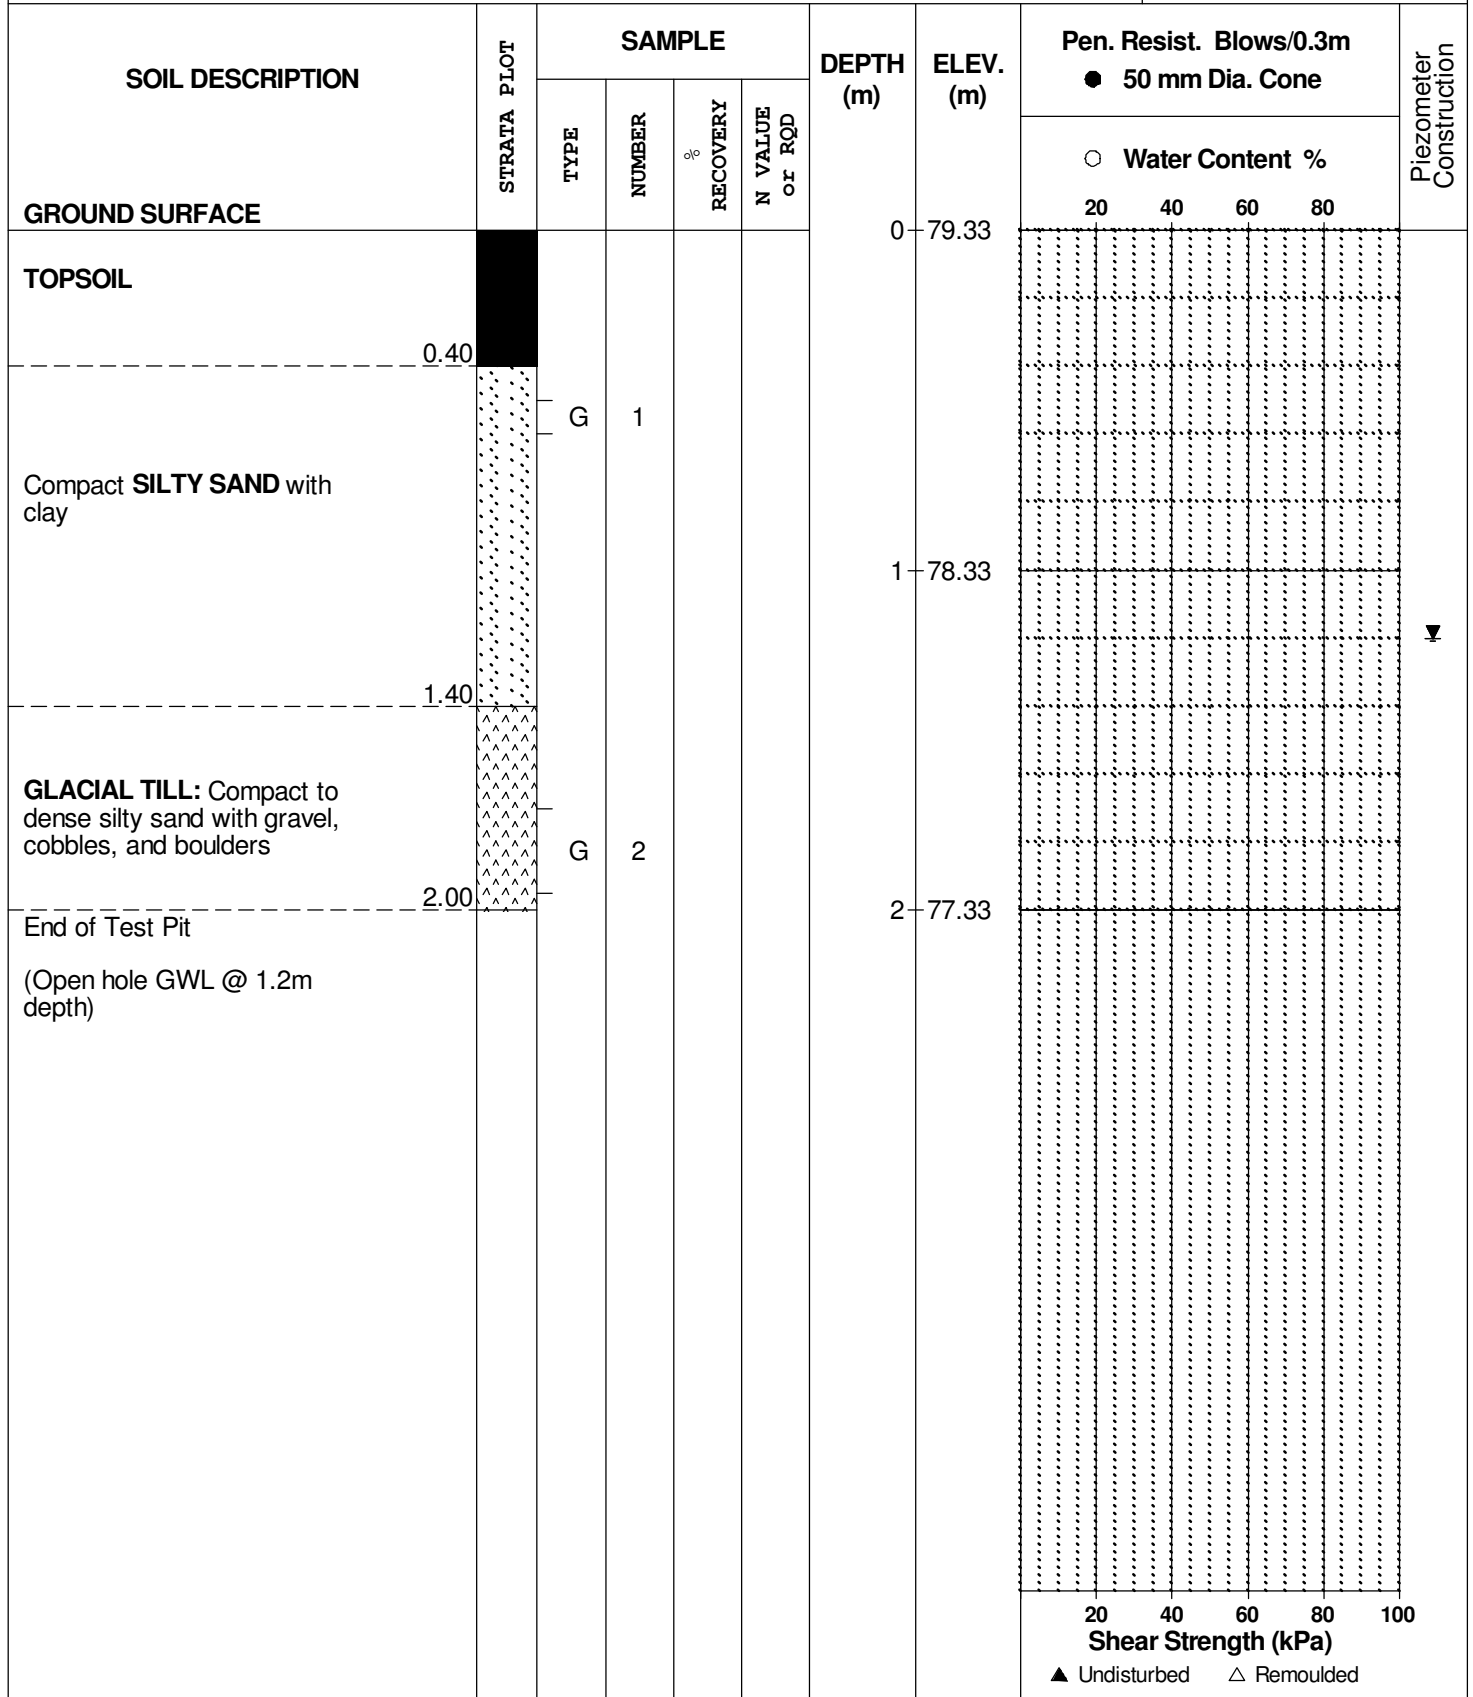 SOIL DESCRIPTION
GROUND SURFACE
STRATA PLOT
SAMPLE
TYPE
NUMBER
%
RECOVERY
N VALUE
or RQD
DEPTH
(m)
ELEV.
(m)
Pen. Resist. Blows/0.3m
● 50 mm Dia. Cone
○ Water Content %
20 40 60 80
Piezometer
Construction
0 79.33
TOPSOIL
0.40
G 1
Compact SILTY SAND with
clay
1 78.33
1.40
GLACIAL TILL: Compact to
dense silty sand with gravel,
cobbles, and boulders
G 2
2.00
2 77.33
End of Test Pit
(Open hole GWL @ 1.2m
depth)
20 40 60 80 100
Shear Strength (kPa)
▲ Undisturbed △ Remoulded